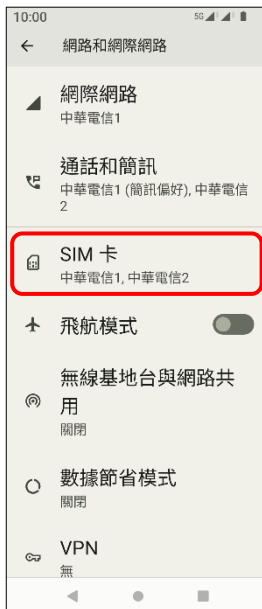 10:00
5G
網路和網際網路
網際網路
中華電信1
通話和簡訊
中華電信1 (簡訊偏好), 中華電信
2
SIM 卡
中華電信1, 中華電信2
飛航模式
無線基地台與網路共
用
關閉
數據節省模式
關閉
VPN
無